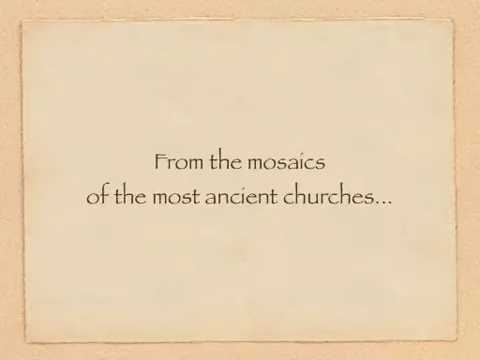 From the mosaics
of the most ancient churches...